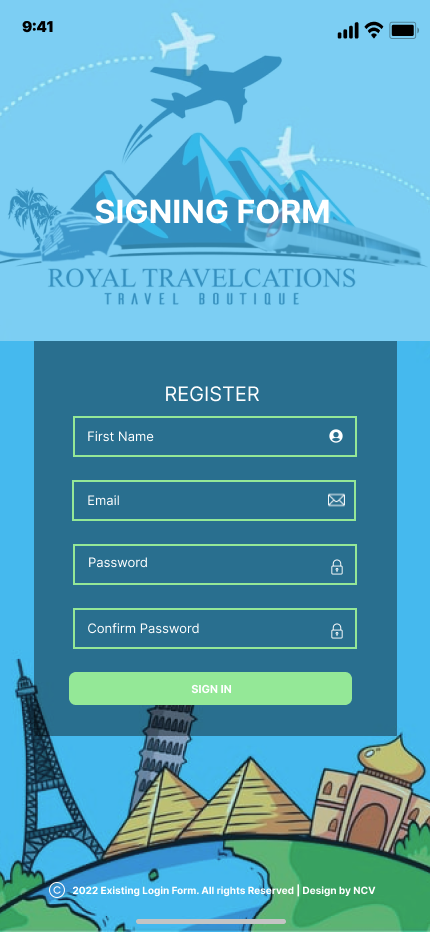 9:41
SIGNING FORM
ROYAL TRAVELCATIONS
TRAVEL BOUTIQUE
REGISTER
First Name
Email
Password
Confirm Password
SIGN IN
© 2022 Existing Login Form. All rights Reserved | Design by NCV